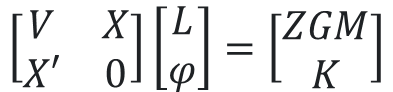 [V X; X′ 0] [L; φ] = [ZGM; K]